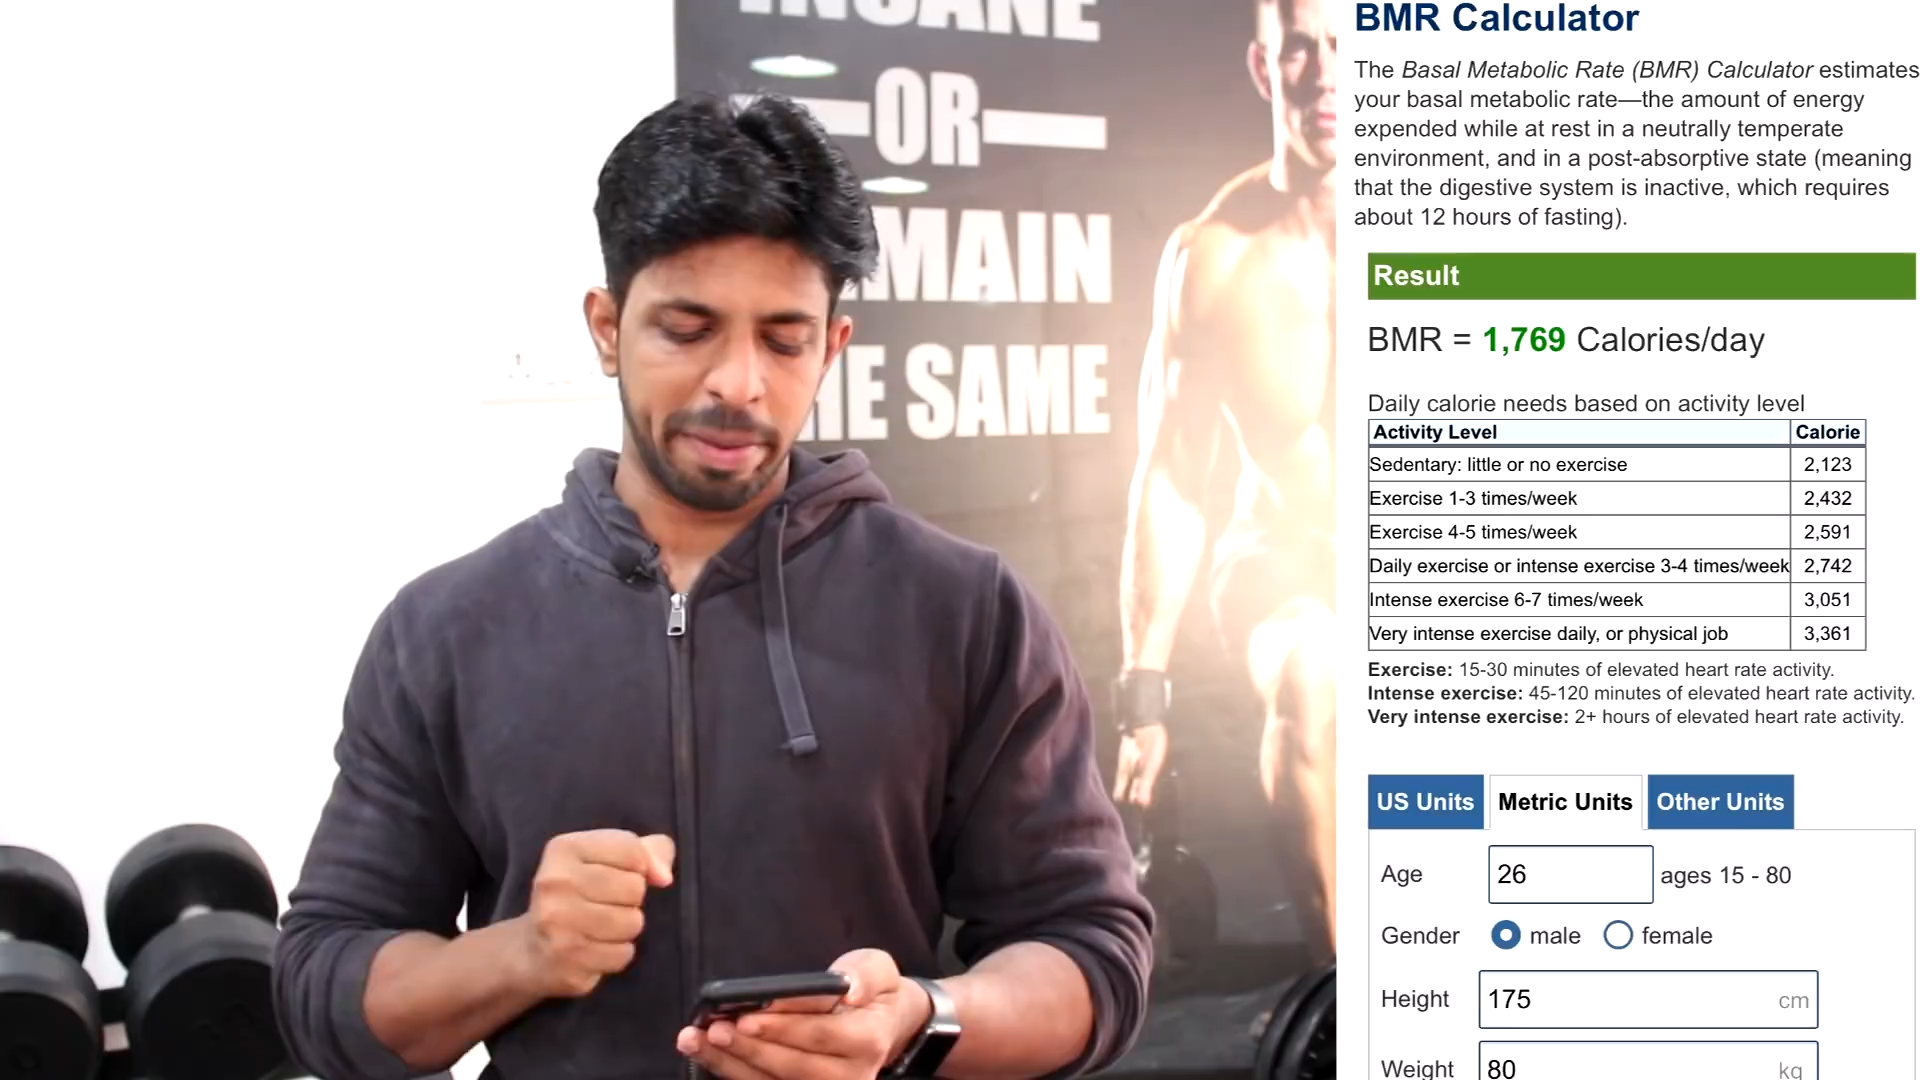 INSANE
OR
MAIN
HE SAME
BMR Calculator
The Basal Metabolic Rate (BMR) Calculator estimates
your basal metabolic rate—the amount of energy
expended while at rest in a neutrally temperate
environment, and in a post-absorptive state (meaning
that the digestive system is inactive, which requires
about 12 hours of fasting).
Result
BMR = 1,769 Calories/day
Daily calorie needs based on activity level
Activity Level Calorie
Sedentary: little or no exercise 2,123
Exercise 1-3 times/week 2,432
Exercise 4-5 times/week 2,591
Daily exercise or intense exercise 3-4 times/week 2,742
Intense exercise 6-7 times/week 3,051
Very intense exercise daily, or physical job 3,361
Exercise: 15-30 minutes of elevated heart rate activity.
Intense exercise: 45-120 minutes of elevated heart rate activity.
Very intense exercise: 2+ hours of elevated heart rate activity.
US Units Metric Units Other Units
Age 26 ages 15 - 80
Gender male female
Height 175 cm
Weight 80 kg